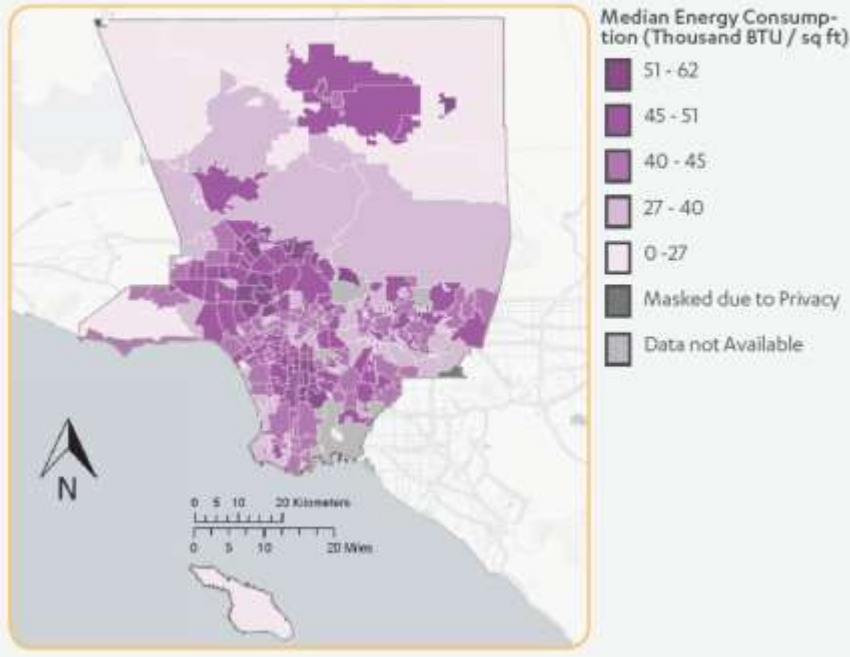 Median Energy Consump-
tion (Thousand BTU / sq ft)
51 - 62
45 - 51
40 - 45
27 - 40
0 -27
Masked due to Privacy
Data not Available
N
0 5 10 20 Kilometers
0 5 10 20 Miles